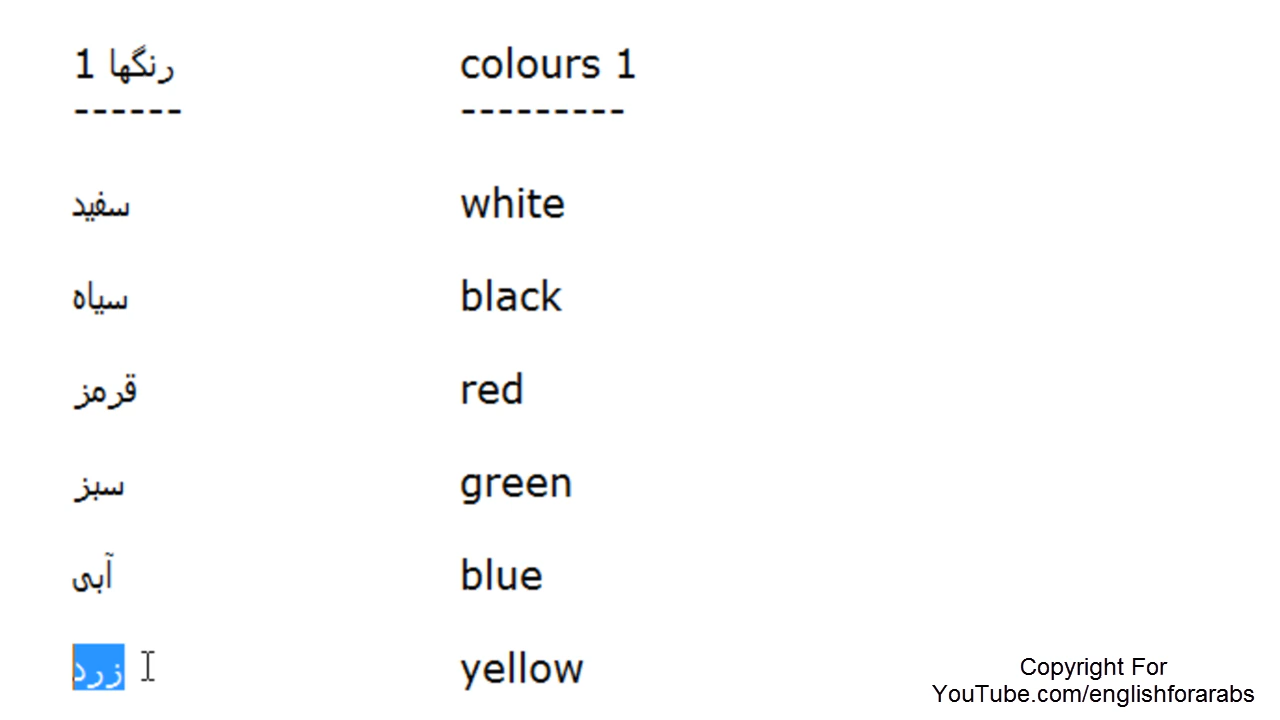 رنگها 1 colours 1
------ ---------
سفید white
سیاه black
قرمز red
سبز green
آبی blue
زرد yellow
Copyright For
YouTube.com/englishforarabs